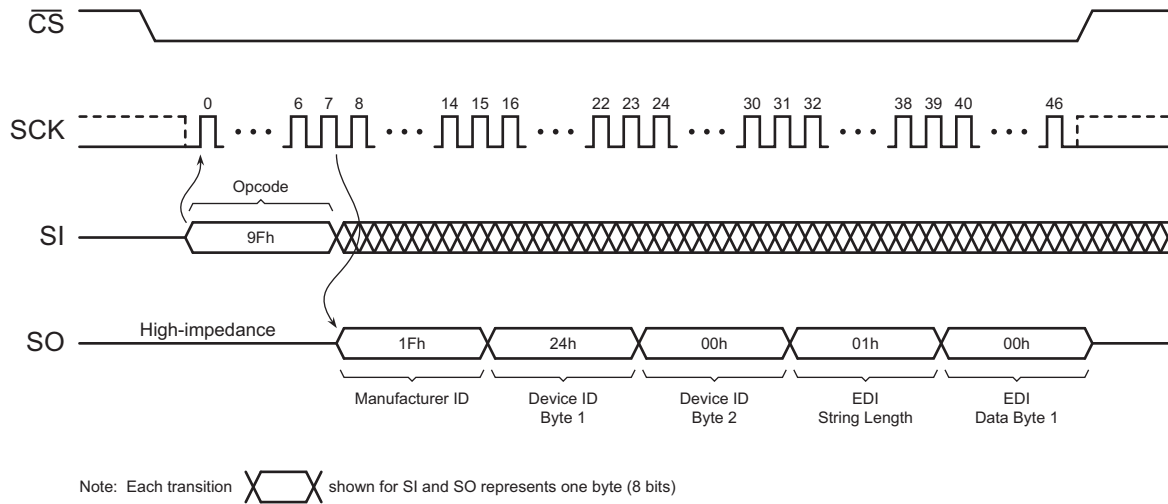 CS
SCK
0 6 7 8 14 15 16 22 23 24 30 31 32 38 39 40 46
Opcode
SI
9Fh
SO
High-impedance
1Fh 24h 00h 01h 00h
Manufacturer ID
Device ID
Byte 1
Device ID
Byte 2
EDI
String Length
EDI
Data Byte 1
Note: Each transition shown for SI and SO represents one byte (8 bits)